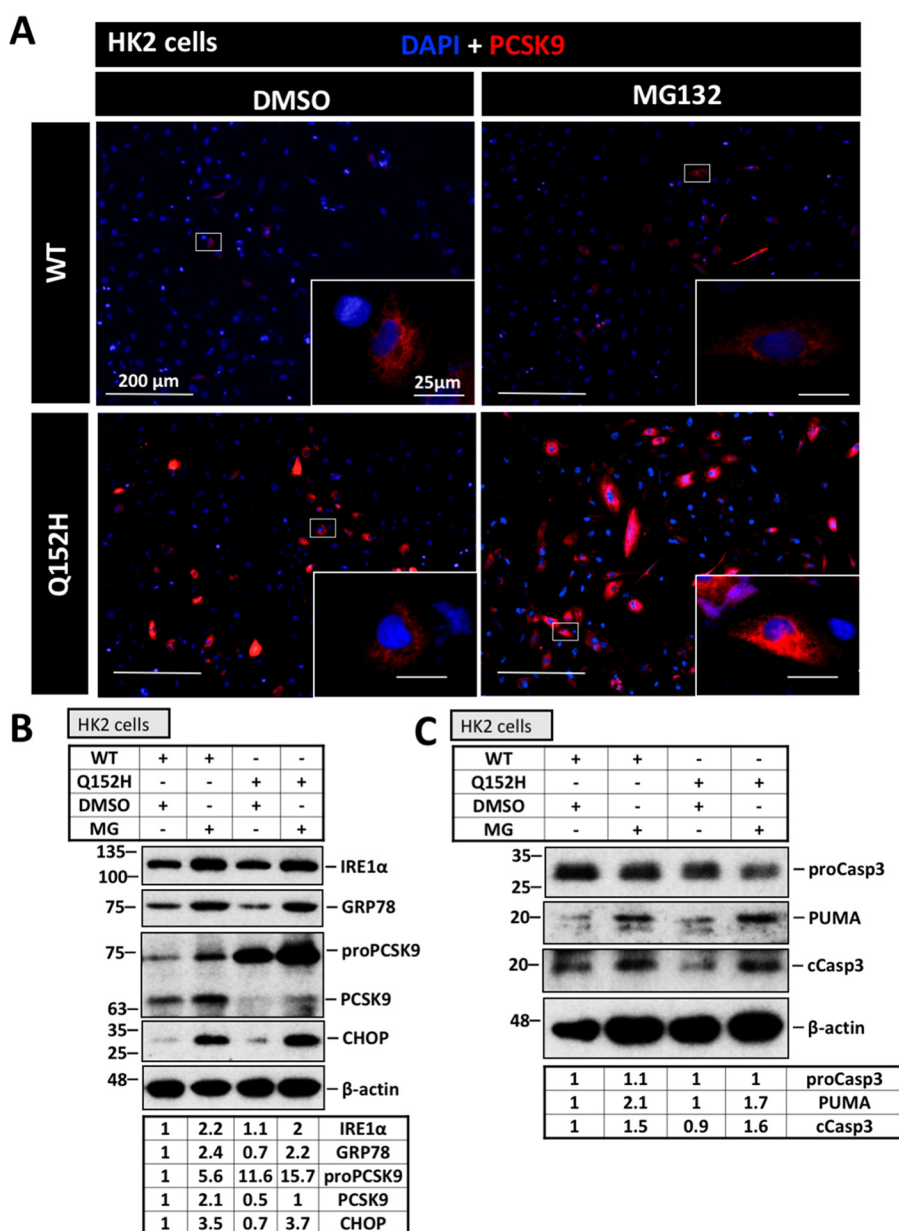 A
HK2 cells DAPI + PCSK9
DMSO MG132
WT
200 µm
25µm
Q152H
B
HK2 cells
WT + + - -
Q152H - - + +
DMSO + - + -
MG - + - +
135
100
IRE1α
75
GRP78
75
proPCSK9
63
PCSK9
35
25
CHOP
48
β-actin
1 2.2 1.1 2 IRE1α
1 2.4 0.7 2.2 GRP78
1 5.6 11.6 15.7 proPCSK9
1 2.1 0.5 1 PCSK9
1 3.5 0.7 3.7 CHOP
C
HK2 cells
WT + + - -
Q152H - - + +
DMSO + - + -
MG - + - +
35
25
proCasp3
20
PUMA
20
cCasp3
48
β-actin
1 1.1 1 1 proCasp3
1 2.1 1 1.7 PUMA
1 1.5 0.9 1.6 cCasp3